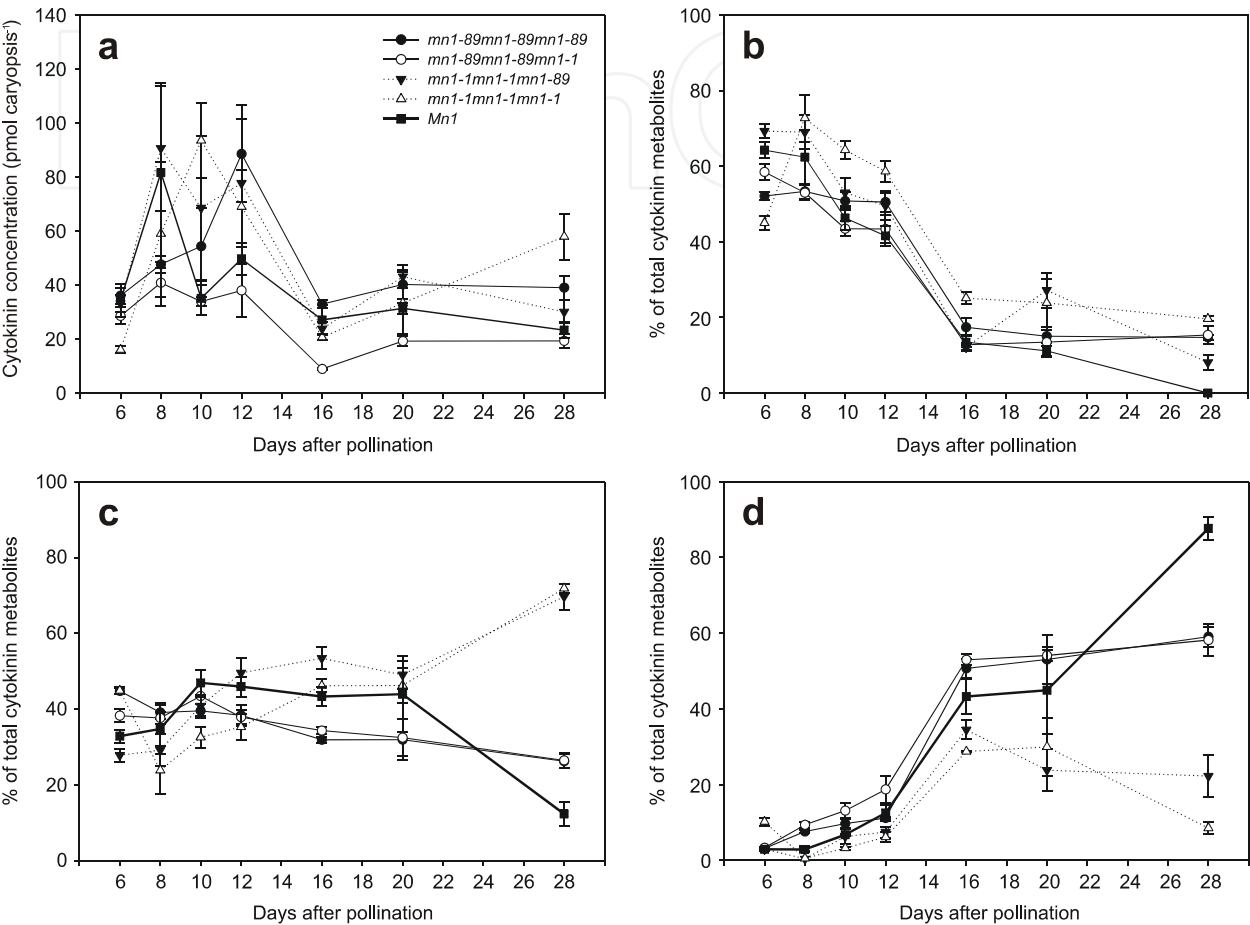 a
Cytokinin concentration (pmol caryopsis⁻¹)
140
120
100
80
60
40
20
0
mn1-89mn1-89mn1-89
mn1-89mn1-89mn1-1
mn1-1mn1-1mn1-89
mn1-1mn1-1mn1-1
Mn1
6 8 10 12 14 16 20 22 24 26 28
Days after pollination
b
% of total cytokinin metabolites
100
80
60
40
20
0
6 8 10 12 14 16 20 22 24 26 28
Days after pollination
c
% of total cytokinin metabolites
100
80
60
40
20
0
6 8 10 12 14 16 20 22 24 26 28
Days after pollination
d
% of total cytokinin metabolites
100
80
60
40
20
0
6 8 10 12 14 16 20 22 24 26 28
Days after pollination